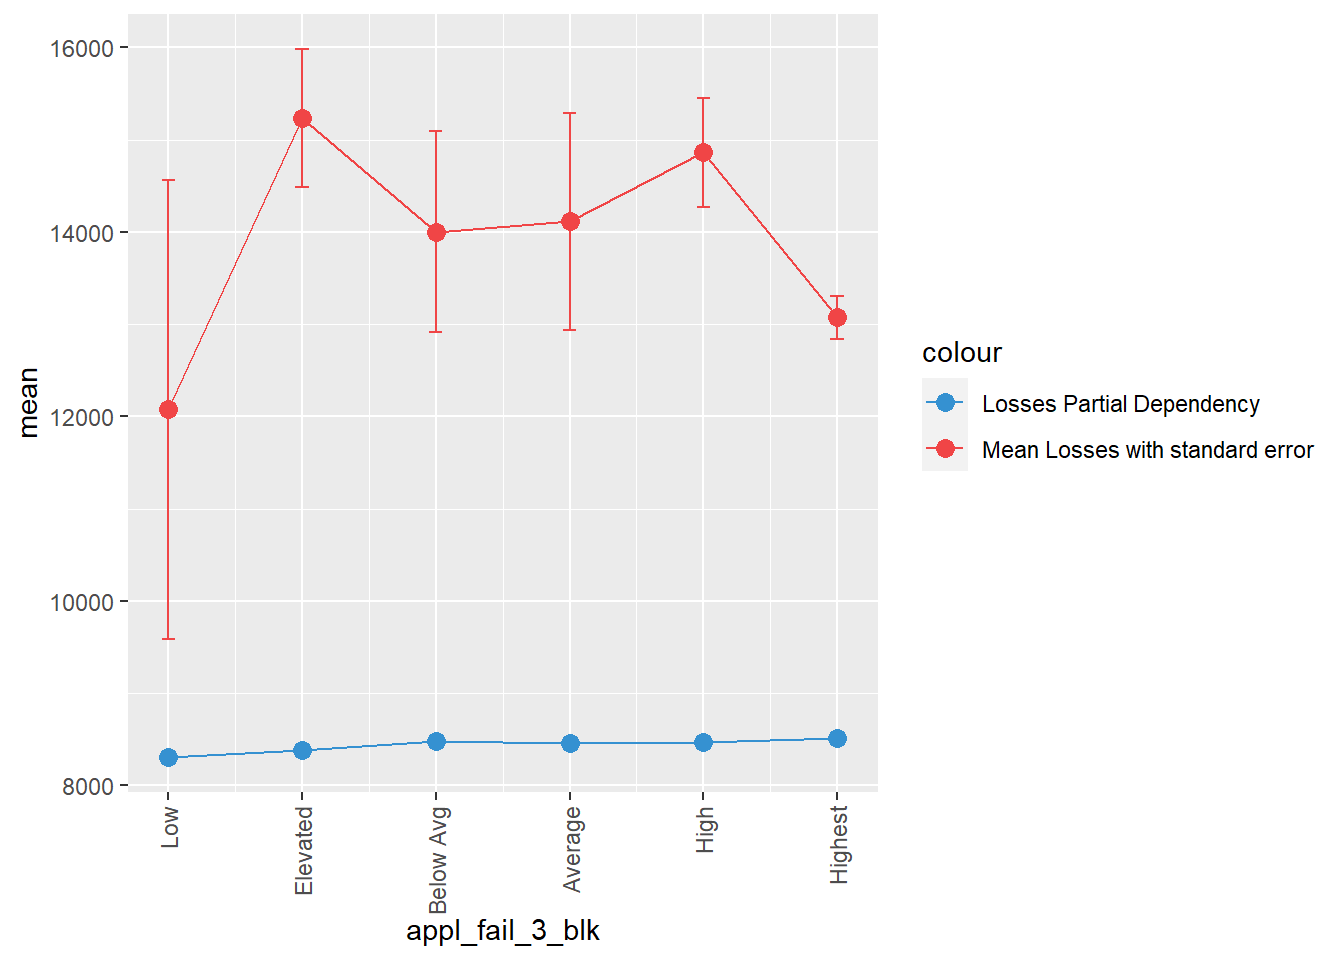 16000
14000
12000
10000
8000
mean
Low
Elevated
Below Avg
Average
High
Highest
appl_fail_3_blk
colour
Losses Partial Dependency
Mean Losses with standard error